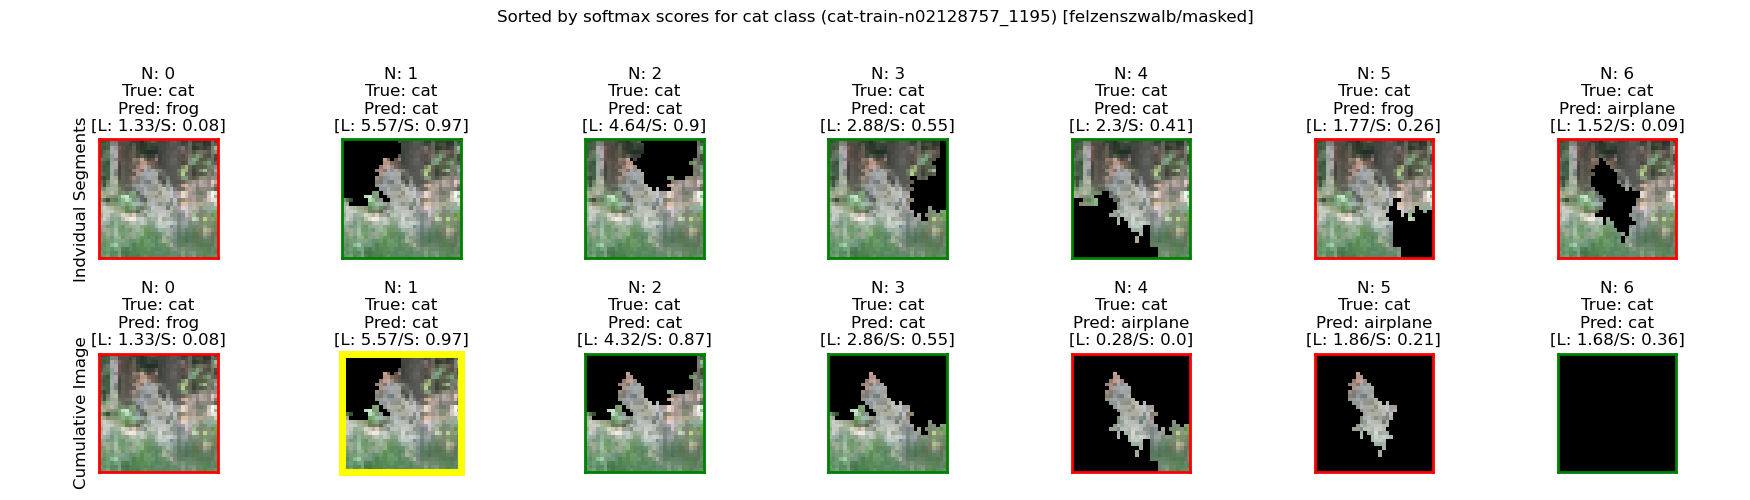 Sorted by softmax scores for cat class (cat-train-n02128757_1195) [felzenszwalb/masked]
Indvidual Segments
N: 0
True: cat
Pred: frog
[L: 1.33/S: 0.08]
N: 1
True: cat
Pred: cat
[L: 5.57/S: 0.97]
N: 2
True: cat
Pred: cat
[L: 4.64/S: 0.9]
N: 3
True: cat
Pred: cat
[L: 2.88/S: 0.55]
N: 4
True: cat
Pred: cat
[L: 2.3/S: 0.41]
N: 5
True: cat
Pred: frog
[L: 1.77/S: 0.26]
N: 6
True: cat
Pred: airplane
[L: 1.52/S: 0.09]
Cumulative Image
N: 0
True: cat
Pred: frog
[L: 1.33/S: 0.08]
N: 1
True: cat
Pred: cat
[L: 5.57/S: 0.97]
N: 2
True: cat
Pred: cat
[L: 4.32/S: 0.87]
N: 3
True: cat
Pred: cat
[L: 2.86/S: 0.55]
N: 4
True: cat
Pred: airplane
[L: 0.28/S: 0.0]
N: 5
True: cat
Pred: airplane
[L: 1.86/S: 0.21]
N: 6
True: cat
Pred: cat
[L: 1.68/S: 0.36]